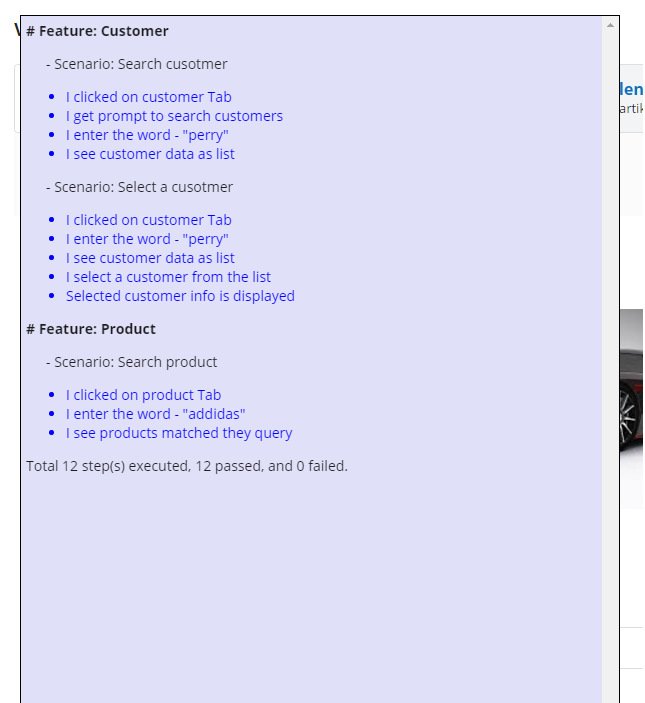 # Feature: Customer
- Scenario: Search cusotmer
I clicked on customer Tab
I get prompt to search customers
I enter the word - "perry"
I see customer data as list
- Scenario: Select a cusotmer
I clicked on customer Tab
I enter the word - "perry"
I see customer data as list
I select a customer from the list
Selected customer info is displayed
# Feature: Product
- Scenario: Search product
I clicked on product Tab
I enter the word - "addidas"
I see products matched they query
Total 12 step(s) executed, 12 passed, and 0 failed.